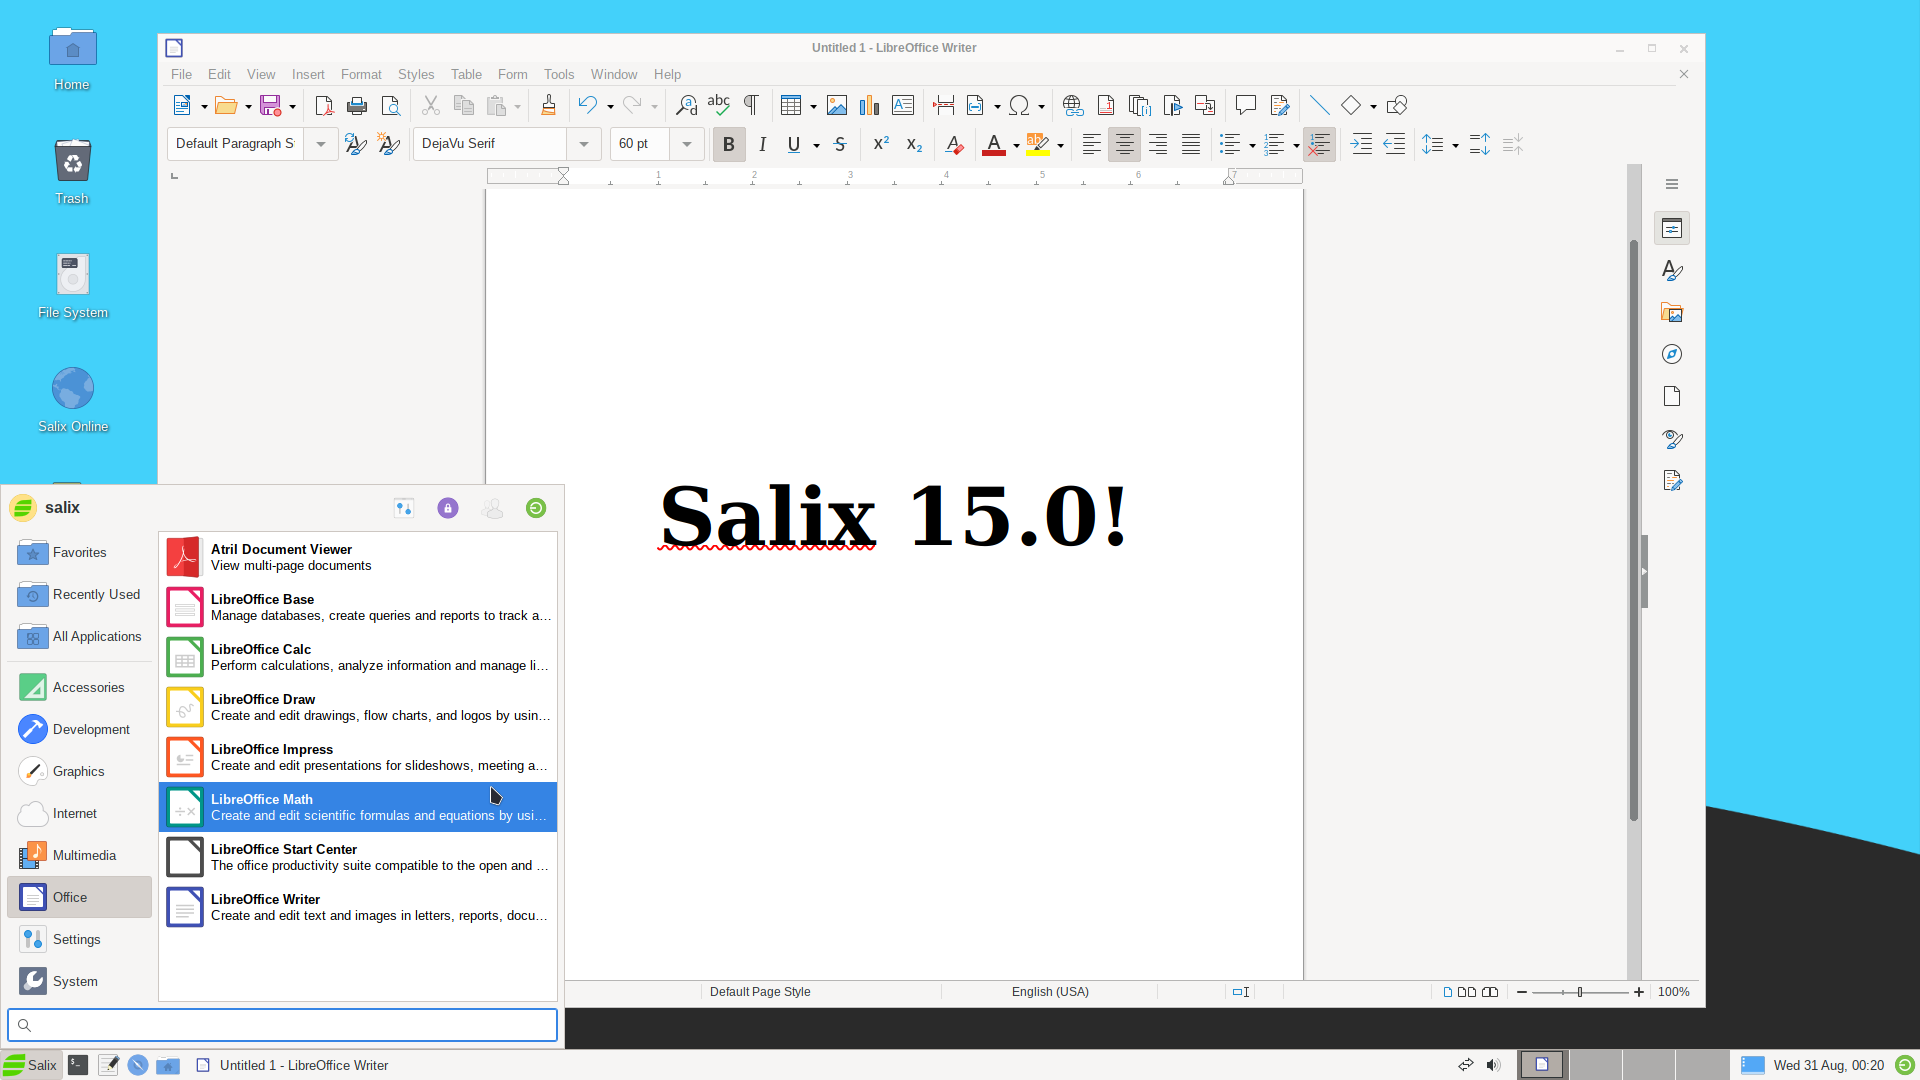 Home
Trash
File System
Salix Online
Untitled 1 - LibreOffice Writer
File Edit View Insert Format Styles Table Form Tools Window Help
Default Paragraph S
DejaVu Serif
60 pt
1 2 3 4 5 6 7
Salix 15.0!
salix
Favorites
Recently Used
All Applications
Accessories
Development
Graphics
Internet
Multimedia
Office
Settings
System
Atril Document Viewer
View multi-page documents
LibreOffice Base
Manage databases, create queries and reports to track a...
LibreOffice Calc
Perform calculations, analyze information and manage li...
LibreOffice Draw
Create and edit drawings, flow charts, and logos by usin...
LibreOffice Impress
Create and edit presentations for slideshows, meeting a...
LibreOffice Math
Create and edit scientific formulas and equations by usi...
LibreOffice Start Center
The office productivity suite compatible to the open and ...
LibreOffice Writer
Create and edit text and images in letters, reports, docu...
Default Page Style
English (USA)
100%
Salix
Untitled 1 - LibreOffice Writer
Wed 31 Aug, 00:20